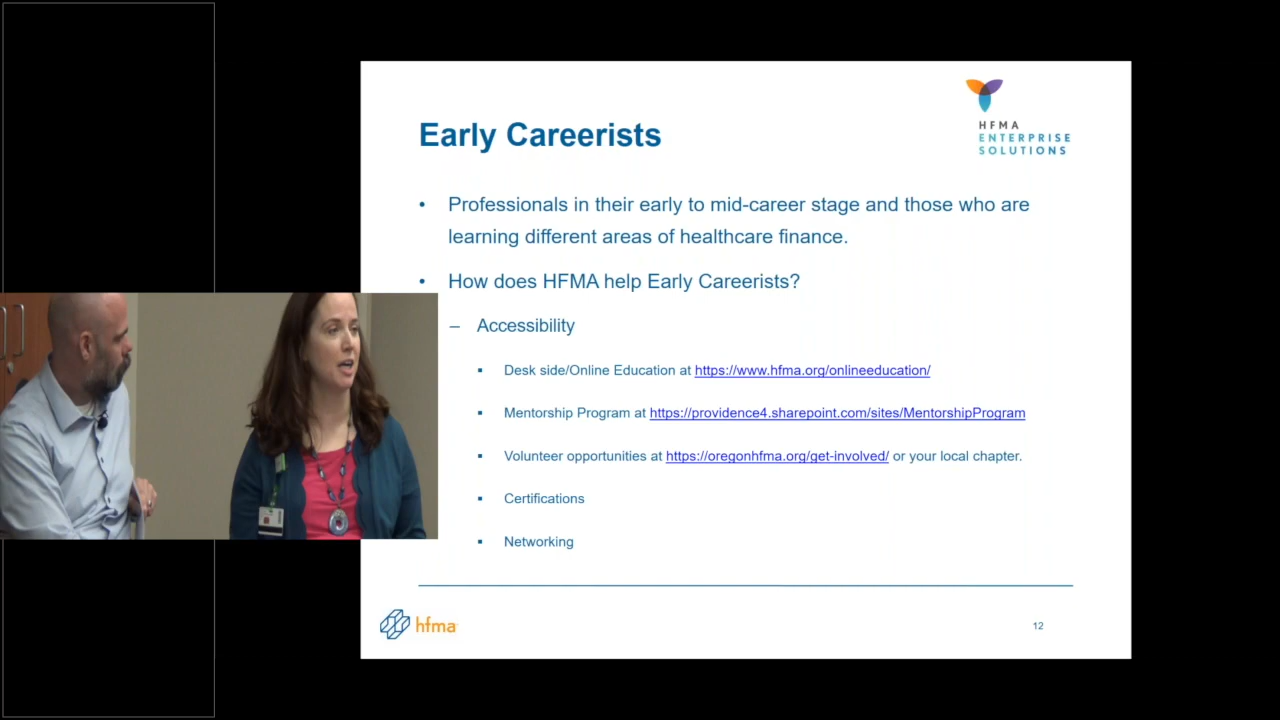 HFMA
ENTERPRISE
SOLUTIONS
Early Careerists
• Professionals in their early to mid-career stage and those who are
learning different areas of healthcare finance.
• How does HFMA help Early Careerists?
– Accessibility
▪ Desk side/Online Education at https://www.hfma.org/onlineeducation/
▪ Mentorship Program at https://providence4.sharepoint.com/sites/MentorshipProgram
▪ Volunteer opportunities at https://oregonhfma.org/get-involved/ or your local chapter.
▪ Certifications
▪ Networking
hfma
12